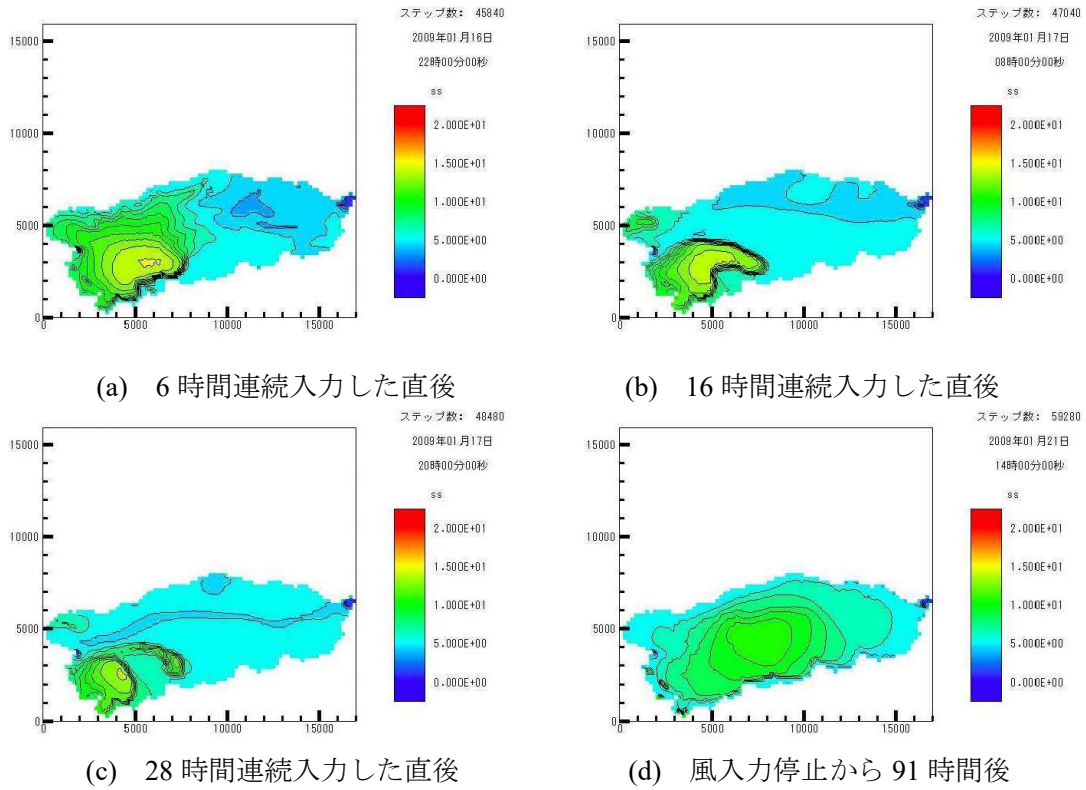 ステップ数: 45840
2009年01月16日
22時00分00秒
ss
2.000E+01
1.500E+01
1.000E+01
5.000E+00
0.000E+00
15000
10000
5000
0
0 5000 10000 15000
(a) 6 時間連続入力した直後
ステップ数: 47040
2009年01月17日
08時00分00秒
ss
2.000E+01
1.500E+01
1.000E+01
5.000E+00
0.000E+00
15000
10000
5000
0
0 5000 10000 15000
(b) 16 時間連続入力した直後
ステップ数: 48480
2009年01月17日
20時00分00秒
ss
2.000E+01
1.500E+01
1.000E+01
5.000E+00
0.000E+00
15000
10000
5000
0
0 5000 10000 15000
(c) 28 時間連続入力した直後
ステップ数: 59280
2009年01月21日
14時00分00秒
ss
2.000E+01
1.500E+01
1.000E+01
5.000E+00
0.000E+00
15000
10000
5000
0
0 5000 10000 15000
(d) 風入力停止から 91 時間後